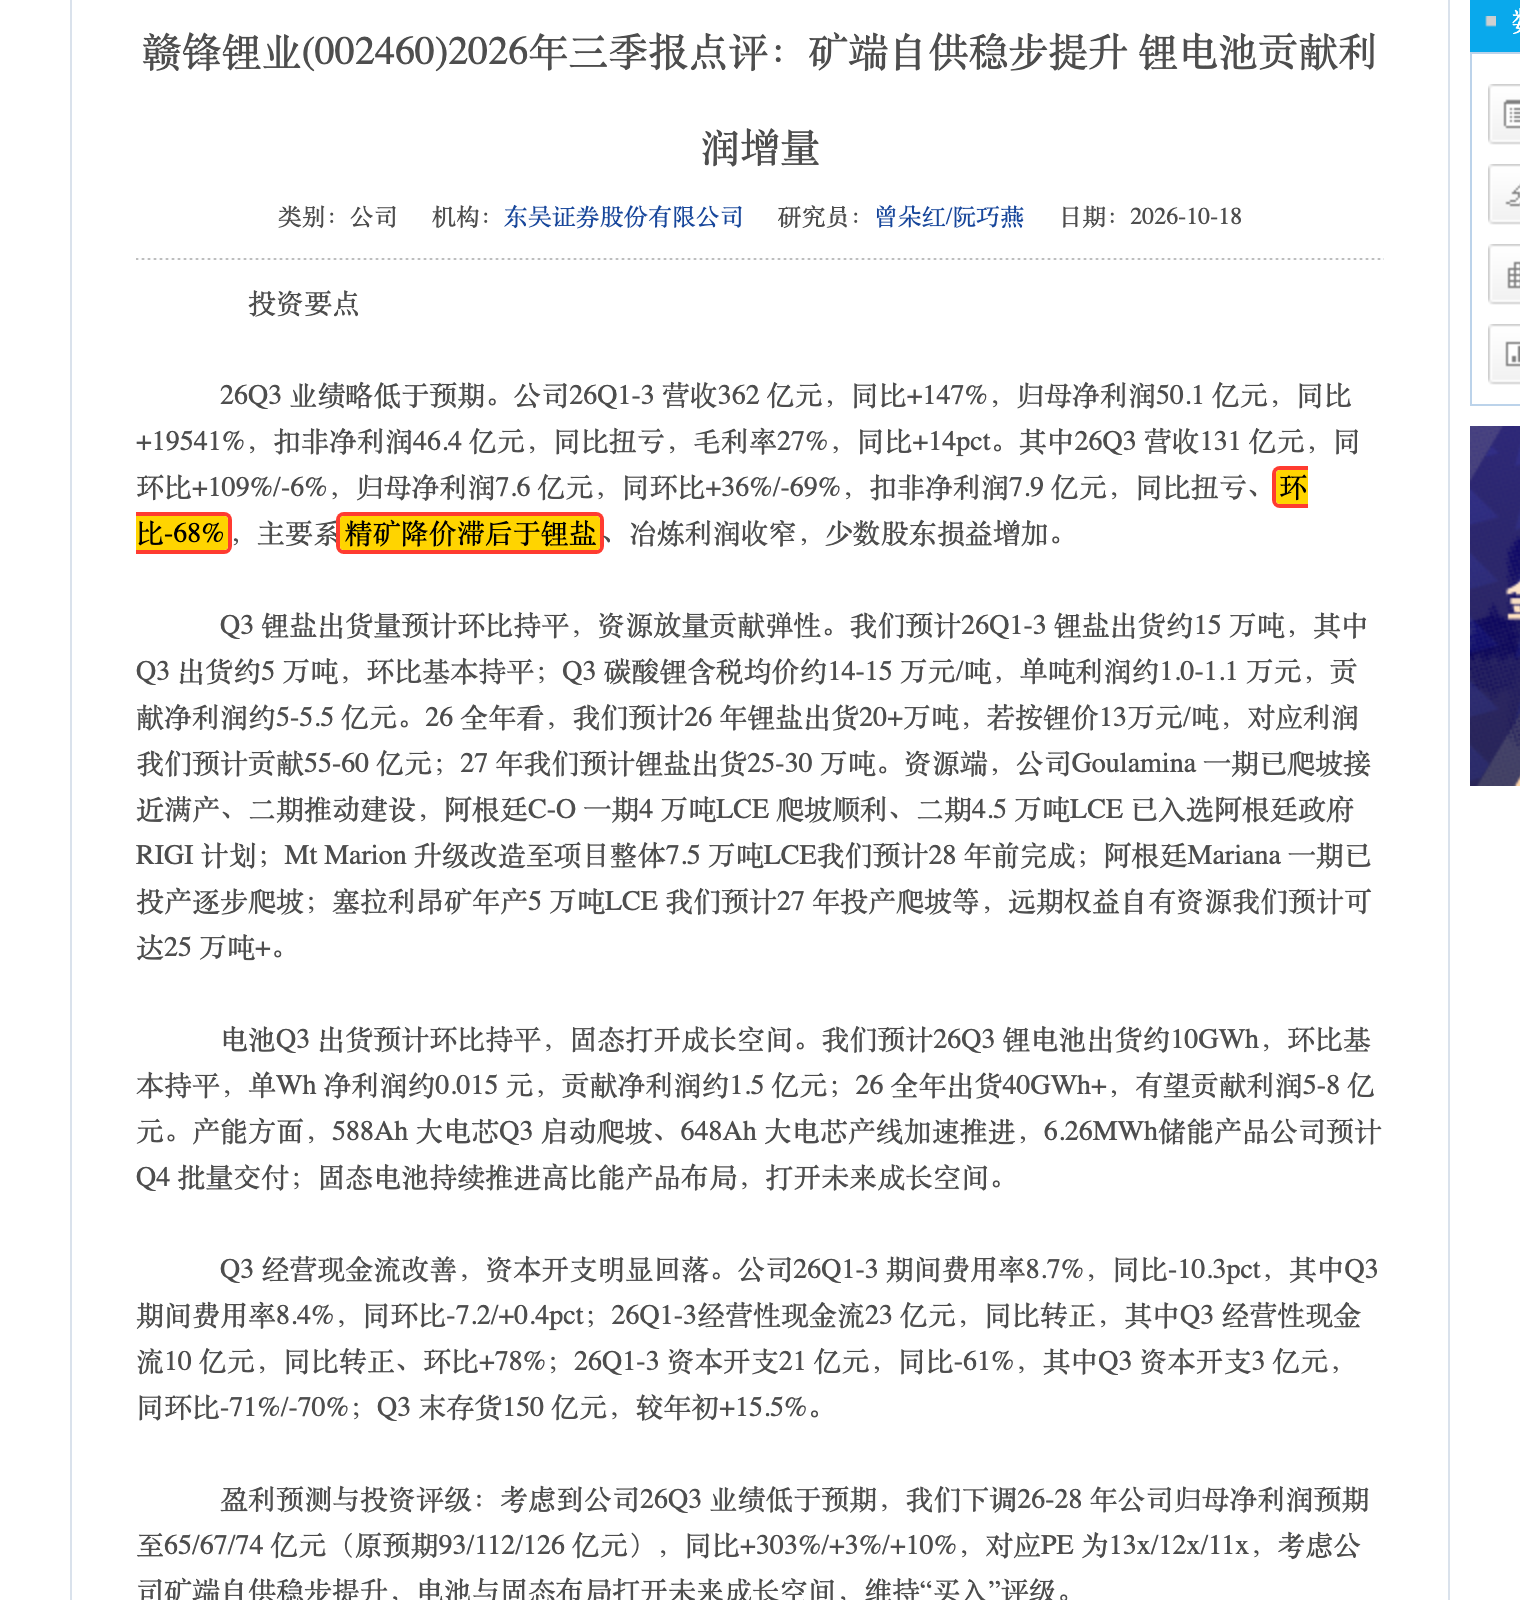 赣锋锂业(002460)2026年三季报点评：矿端自供稳步提升 锂电池贡献利
润增量
类别：公司 机构：东吴证券股份有限公司 研究员：曾朵红/阮巧燕 日期：2026-10-18
投资要点
26Q3 业绩略低于预期。公司26Q1-3 营收362 亿元，同比+147%，归母净利润50.1 亿元，同比
+19541%，扣非净利润46.4 亿元，同比扭亏，毛利率27%，同比+14pct。其中26Q3 营收131 亿元，同
环比+109%/-6%，归母净利润7.6 亿元，同环比+36%/-69%，扣非净利润7.9 亿元，同比扭亏、环
比-68%，主要系精矿降价滞后于锂盐、冶炼利润收窄，少数股东损益增加。
Q3 锂盐出货量预计环比持平，资源放量贡献弹性。我们预计26Q1-3 锂盐出货约15 万吨，其中
Q3 出货约5 万吨，环比基本持平；Q3 碳酸锂含税均价约14-15 万元/吨，单吨利润约1.0-1.1 万元，贡
献净利润约5-5.5 亿元。26 全年看，我们预计26 年锂盐出货20+万吨，若按锂价13万元/吨，对应利润
我们预计贡献55-60 亿元；27 年我们预计锂盐出货25-30 万吨。资源端，公司Goulamina 一期已爬坡接
近满产、二期推动建设，阿根廷C-O 一期4 万吨LCE 爬坡顺利、二期4.5 万吨LCE 已入选阿根廷政府
RIGI 计划；Mt Marion 升级改造至项目整体7.5 万吨LCE我们预计28 年前完成；阿根廷Mariana 一期已
投产逐步爬坡；塞拉利昂矿年产5 万吨LCE 我们预计27 年投产爬坡等，远期权益自有资源我们预计可
达25 万吨+。
电池Q3 出货预计环比持平，固态打开成长空间。我们预计26Q3 锂电池出货约10GWh，环比基
本持平，单Wh 净利润约0.015 元，贡献净利润约1.5 亿元；26 全年出货40GWh+，有望贡献利润5-8 亿
元。产能方面，588Ah 大电芯Q3 启动爬坡、648Ah 大电芯产线加速推进，6.26MWh储能产品公司预计
Q4 批量交付；固态电池持续推进高比能产品布局，打开未来成长空间。
Q3 经营现金流改善，资本开支明显回落。公司26Q1-3 期间费用率8.7%，同比-10.3pct，其中Q3
期间费用率8.4%，同环比-7.2/+0.4pct；26Q1-3经营性现金流23 亿元，同比转正，其中Q3 经营性现金
流10 亿元，同比转正、环比+78%；26Q1-3 资本开支21 亿元，同比-61%，其中Q3 资本开支3 亿元，
同环比-71%/-70%；Q3 末存货150 亿元，较年初+15.5%。
盈利预测与投资评级：考虑到公司26Q3 业绩低于预期，我们下调26-28 年公司归母净利润预期
至65/67/74 亿元（原预期93/112/126 亿元），同比+303%/+3%/+10%，对应PE 为13x/12x/11x，考虑公
司矿端自供稳步提升，电池与固态布局打开未来成长空间，维持“买入”评级。